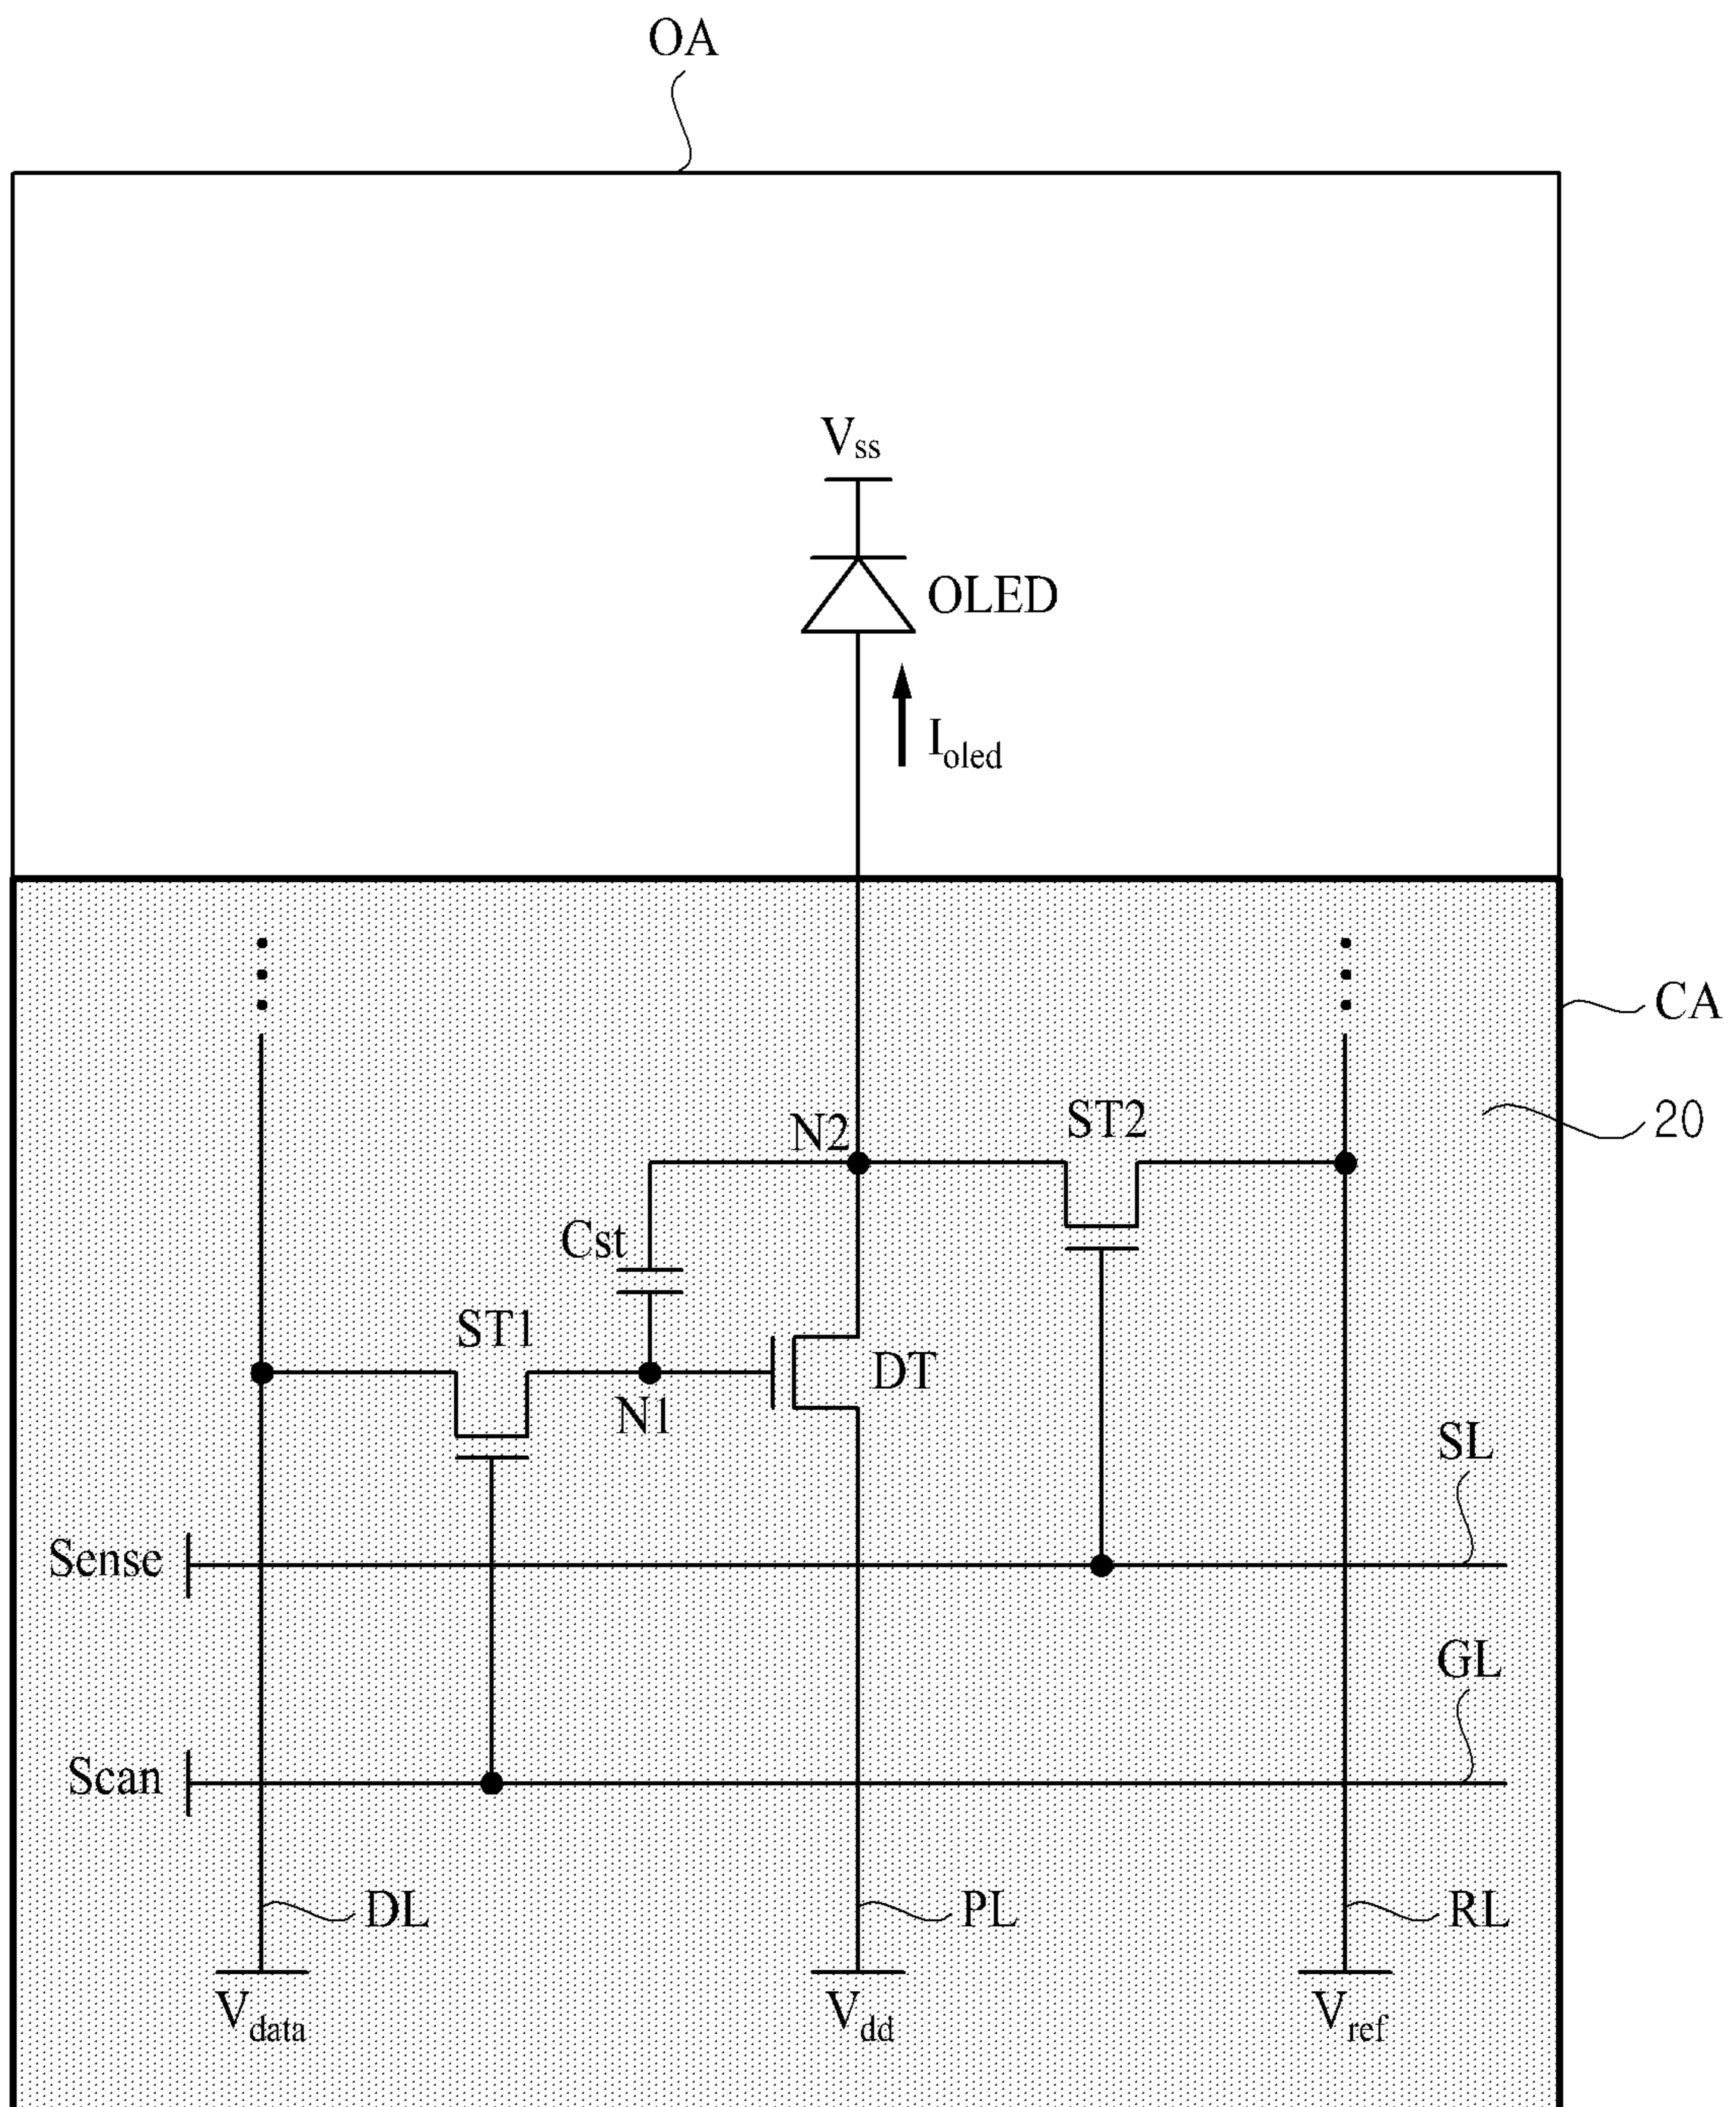 OA
Vss
OLED
Ioled
CA
20
N2
ST2
Cst
ST1
DT
N1
SL
Sense
GL
Scan
DL
PL
RL
Vdata
Vdd
Vref